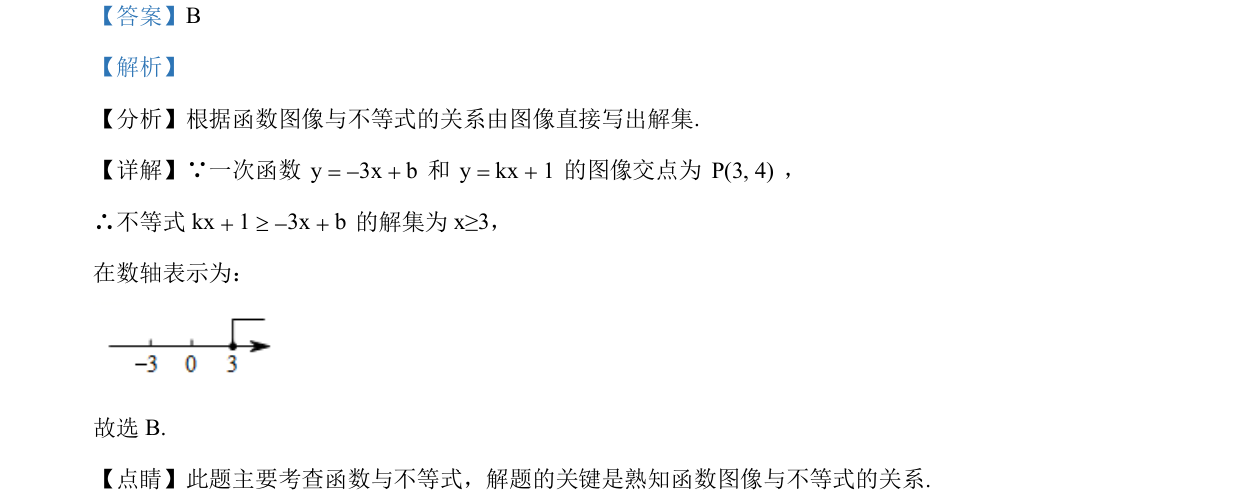 【答案】B
【解析】
【分析】根据函数图像与不等式的关系由图像直接写出解集.
【详解】∵一次函数 y = –3x + b 和 y = kx + 1 的图像交点为 P(3, 4) ，
∴不等式 kx + 1 ≥ –3x + b 的解集为 x≥3，
在数轴表示为：
–3 0 3
故选 B.
【点睛】此题主要考查函数与不等式，解题的关键是熟知函数图像与不等式的关系.